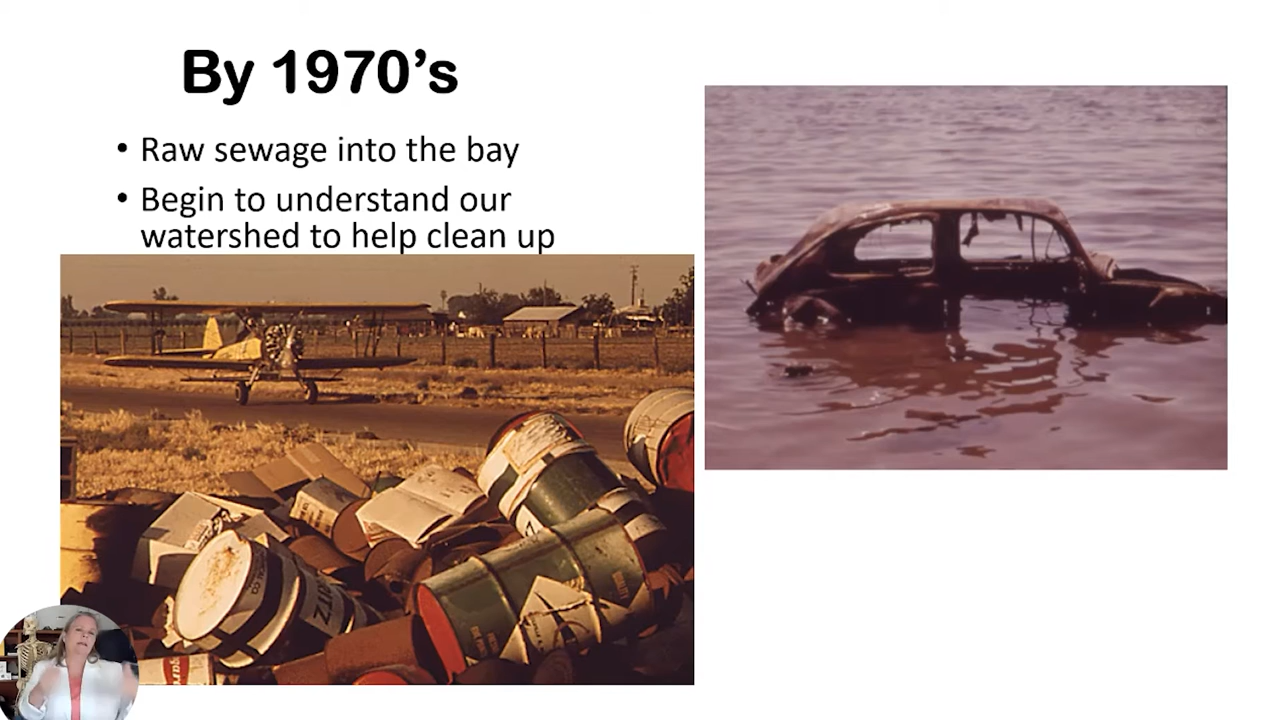 By 1970’s
• Raw sewage into the bay
• Begin to understand our
watershed to help clean up